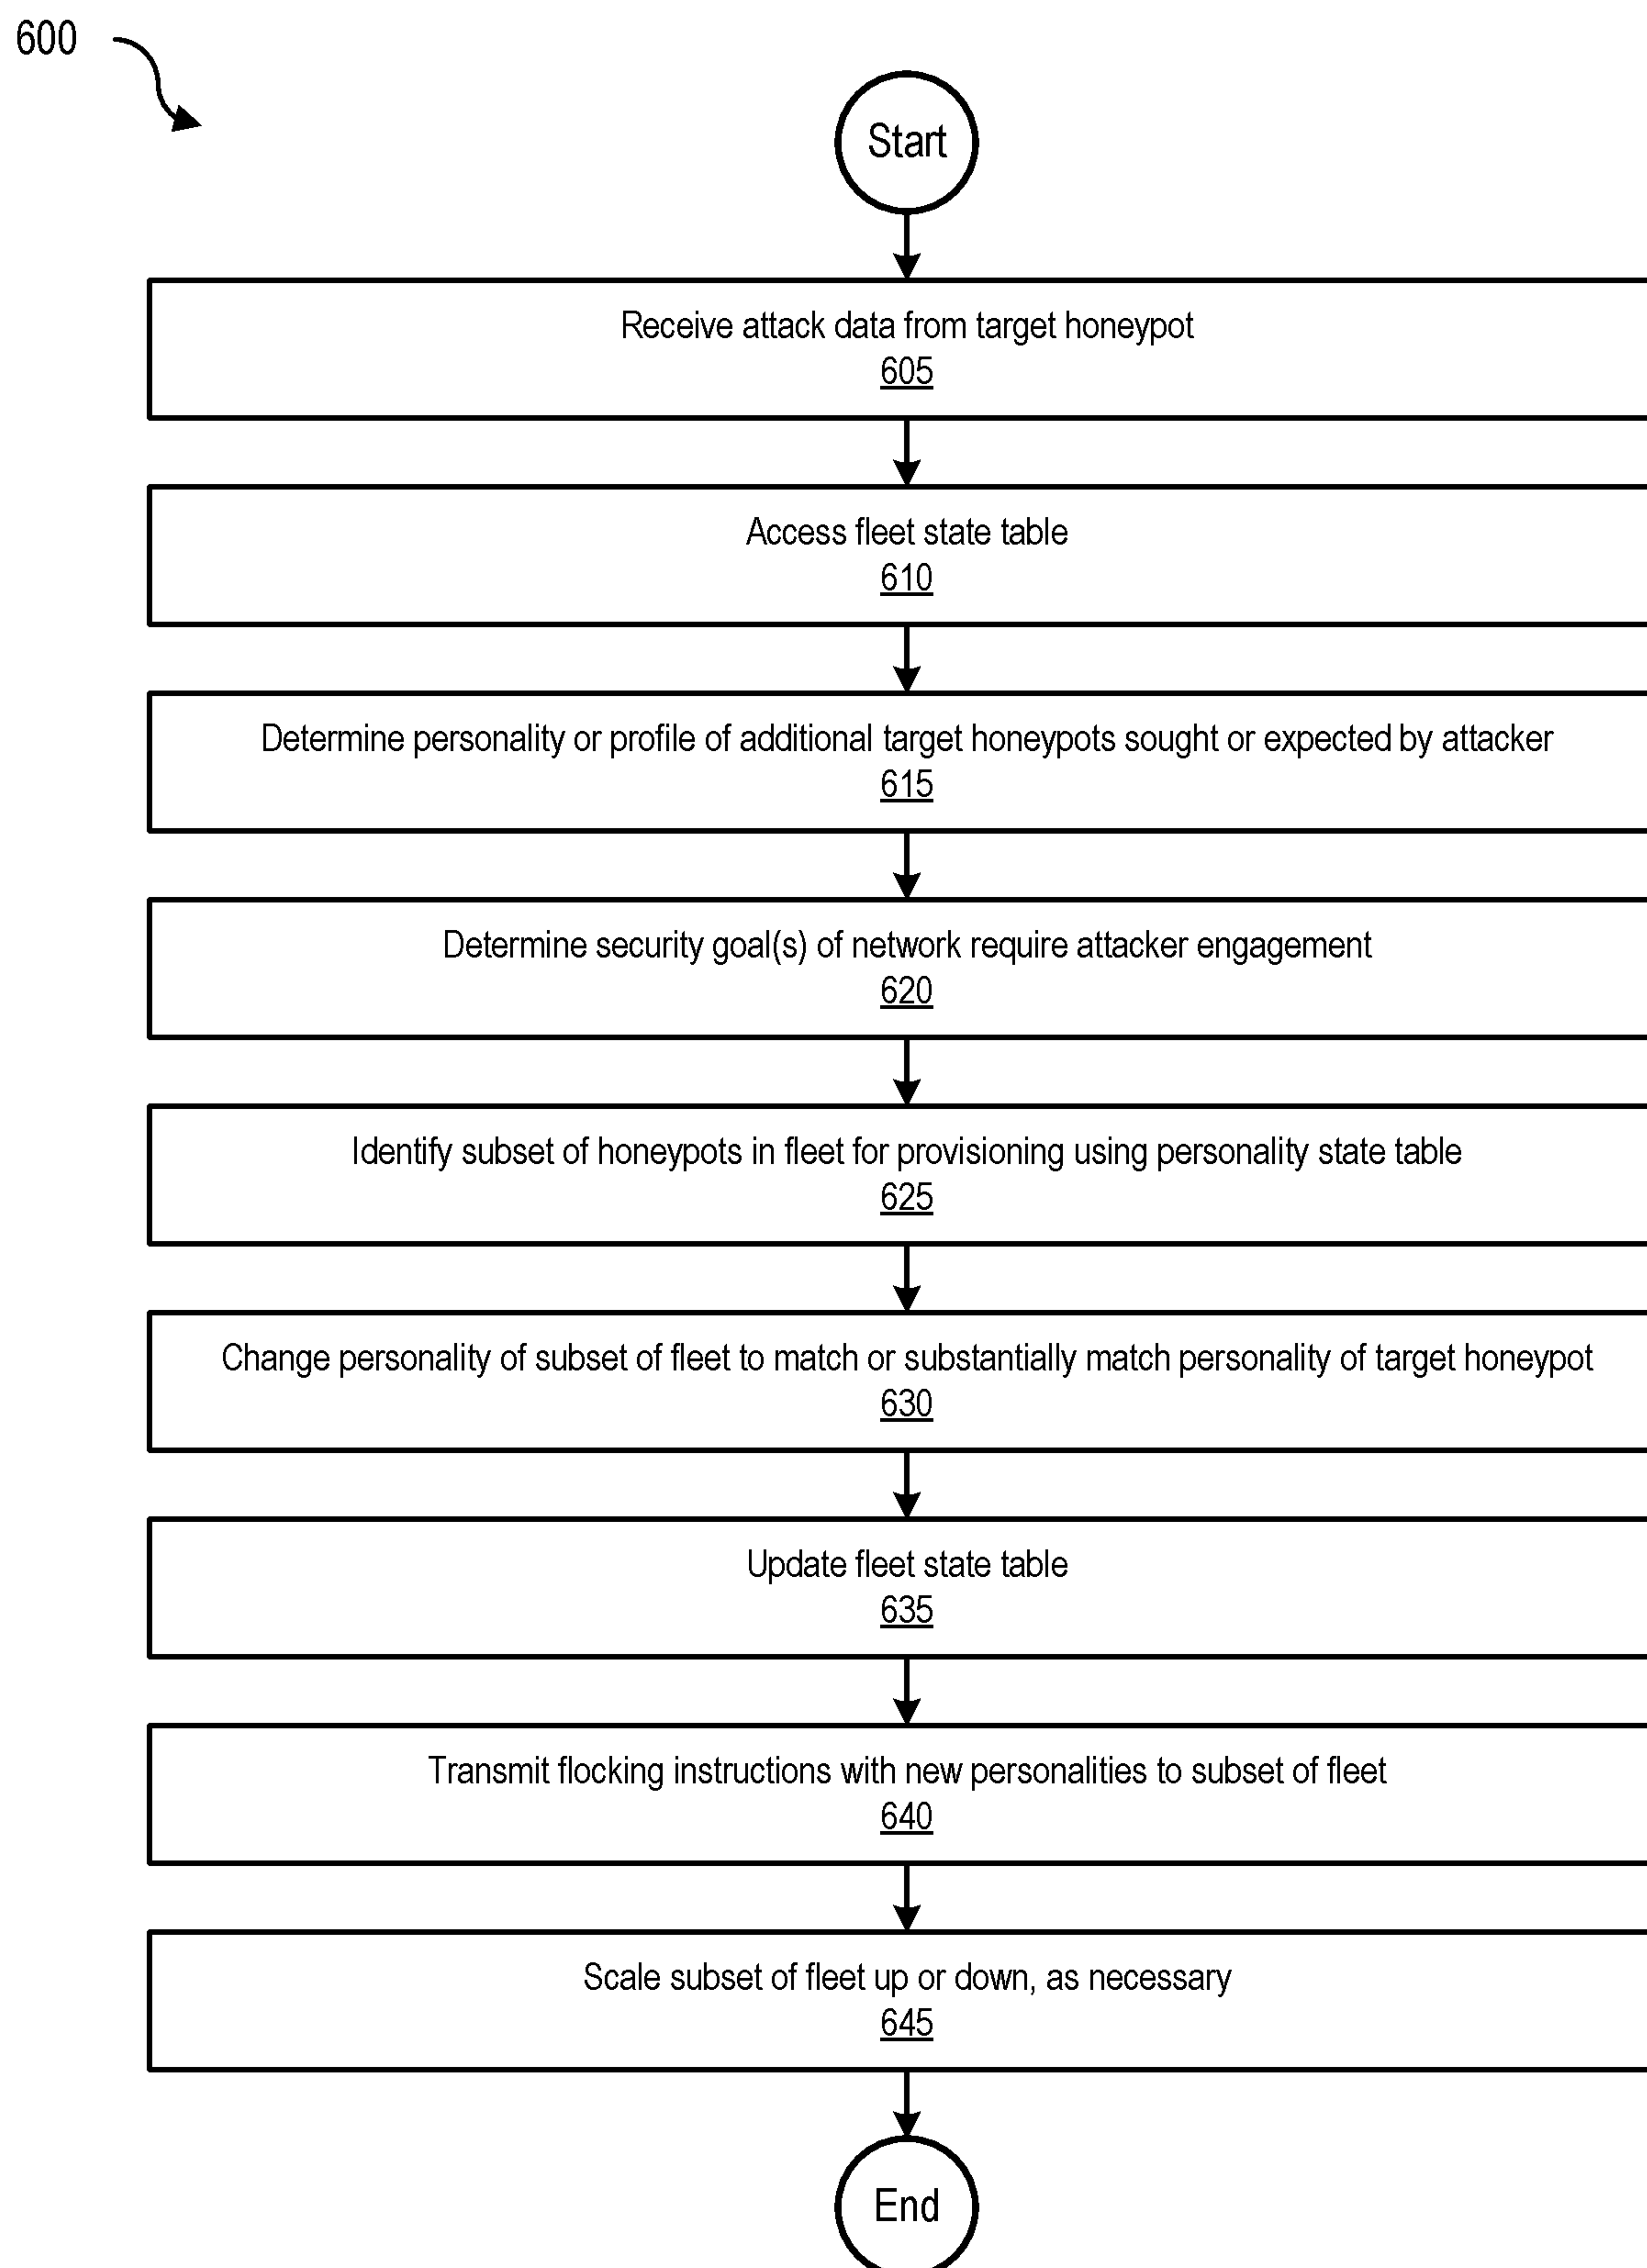 600
Start
Receive attack data from target honeypot
605
Access fleet state table
610
Determine personality or profile of additional target honeypots sought or expected by attacker
615
Determine security goal(s) of network require attacker engagement
620
Identify subset of honeypots in fleet for provisioning using personality state table
625
Change personality of subset of fleet to match or substantially match personality of target honeypot
630
Update fleet state table
635
Transmit flocking instructions with new personalities to subset of fleet
640
Scale subset of fleet up or down, as necessary
645
End